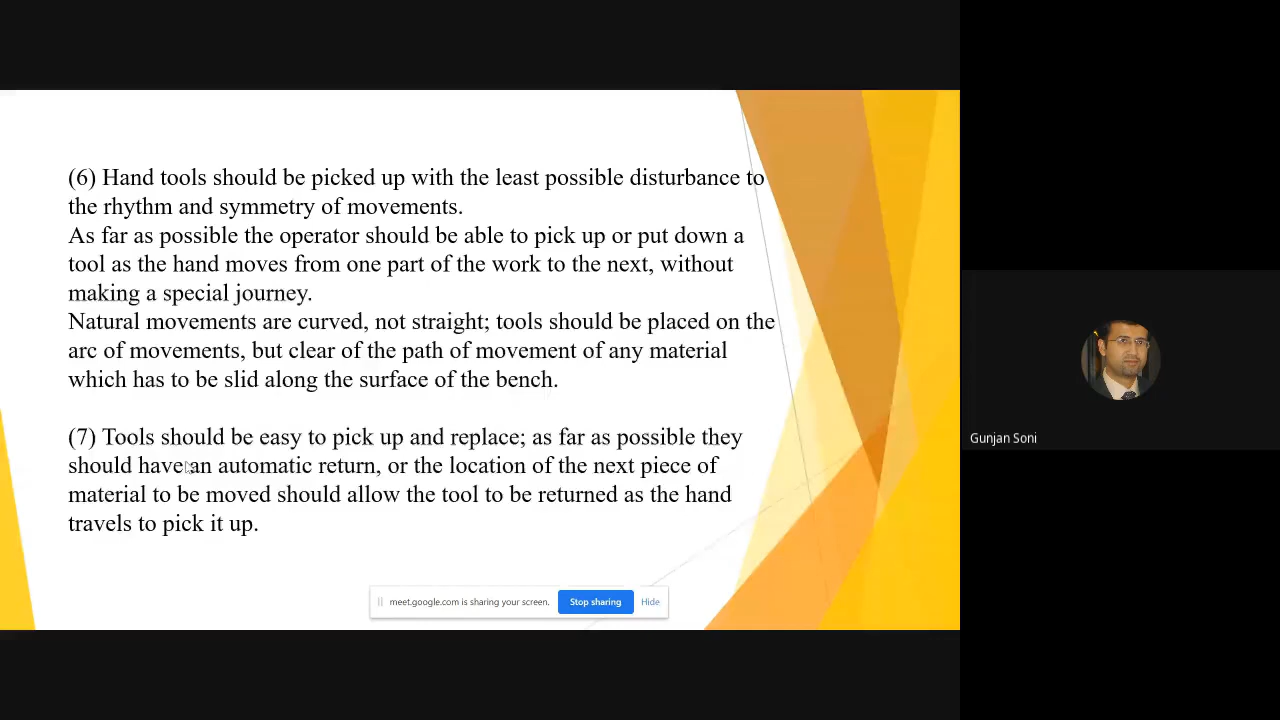 (6) Hand tools should be picked up with the least possible disturbance to
the rhythm and symmetry of movements.
As far as possible the operator should be able to pick up or put down a
tool as the hand moves from one part of the work to the next, without
making a special journey.
Natural movements are curved, not straight; tools should be placed on the
arc of movements, but clear of the path of movement of any material
which has to be slid along the surface of the bench.
(7) Tools should be easy to pick up and replace; as far as possible they
should have an automatic return, or the location of the next piece of
material to be moved should allow the tool to be returned as the hand
travels to pick it up.
meet.google.com is sharing your screen.
Stop sharing
Hide
Gunjan Soni